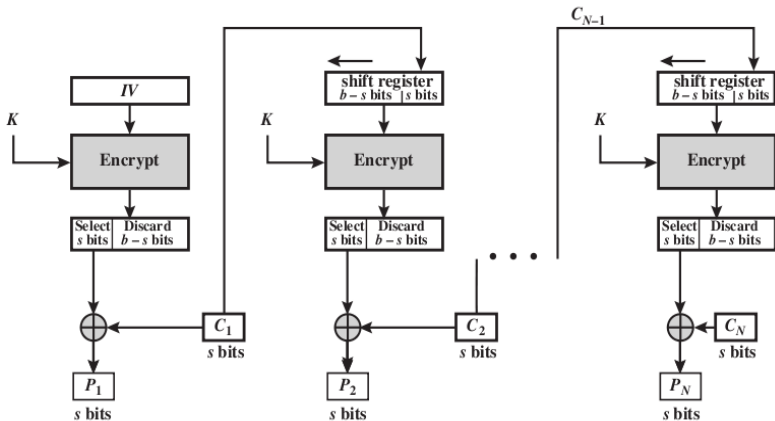 C_{N-1}
IV
shift register
b – s bits | s bits
shift register
b – s bits | s bits
K
K
K
Encrypt
Encrypt
Encrypt
Select
s bits
Discard
b – s bits
Select
s bits
Discard
b – s bits
Select
s bits
Discard
b – s bits
• • •
C_1
s bits
C_2
s bits
C_N
s bits
P_1
s bits
P_2
s bits
P_N
s bits